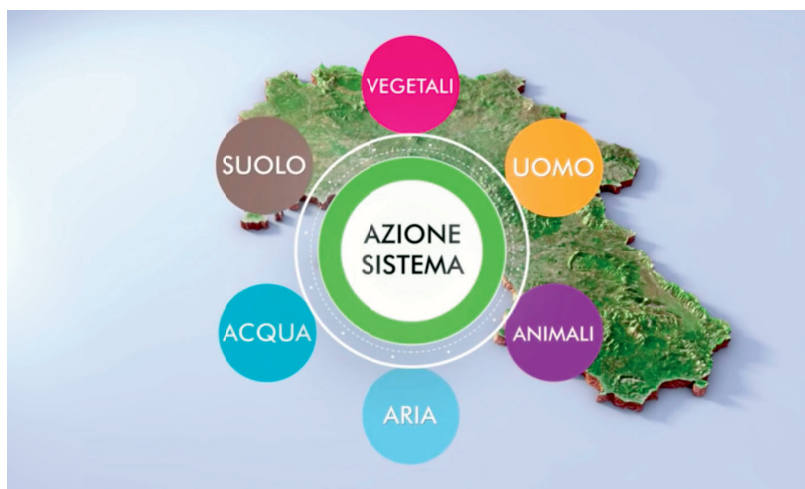 VEGETALI
SUOLO
UOMO
AZIONE
SISTEMA
ACQUA
ANIMALI
ARIA